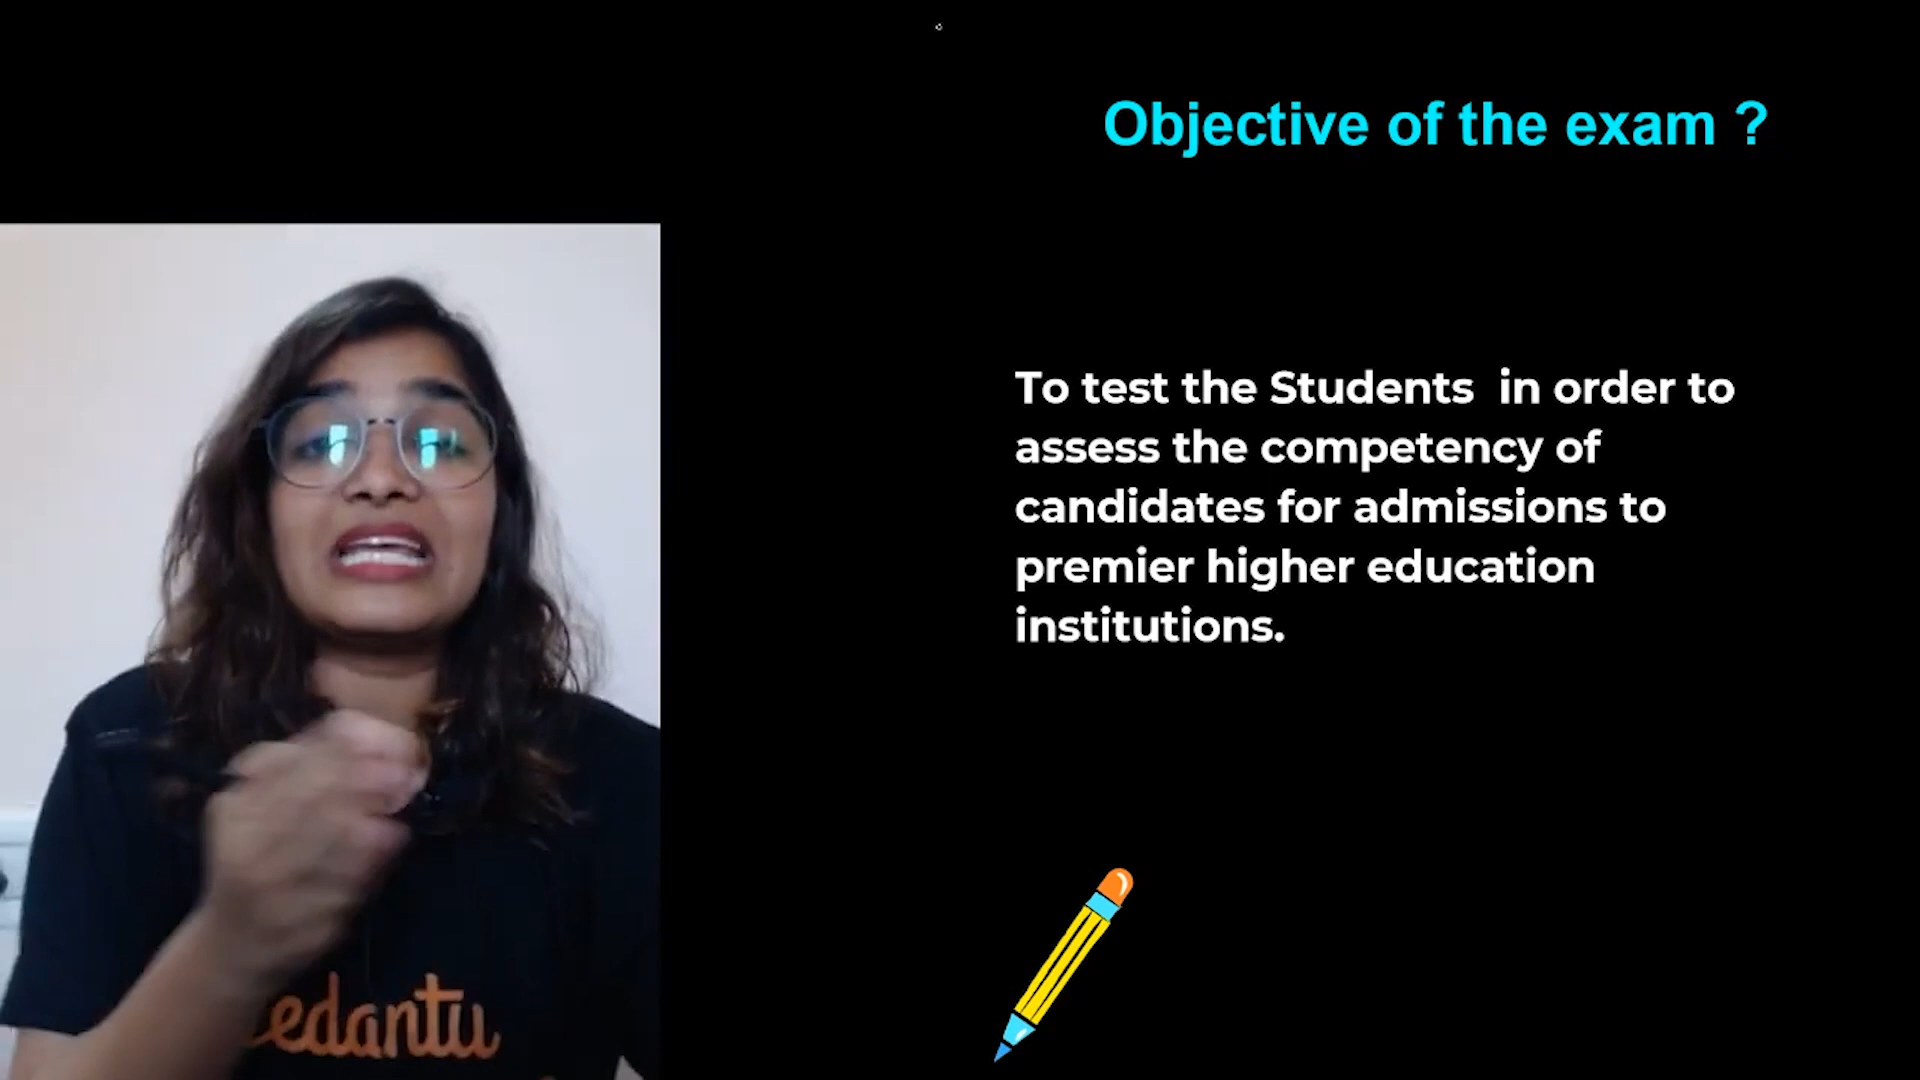 Objective of the exam ?
To test the Students  in order to
assess the competency of
candidates for admissions to
premier higher education
institutions.
edantu